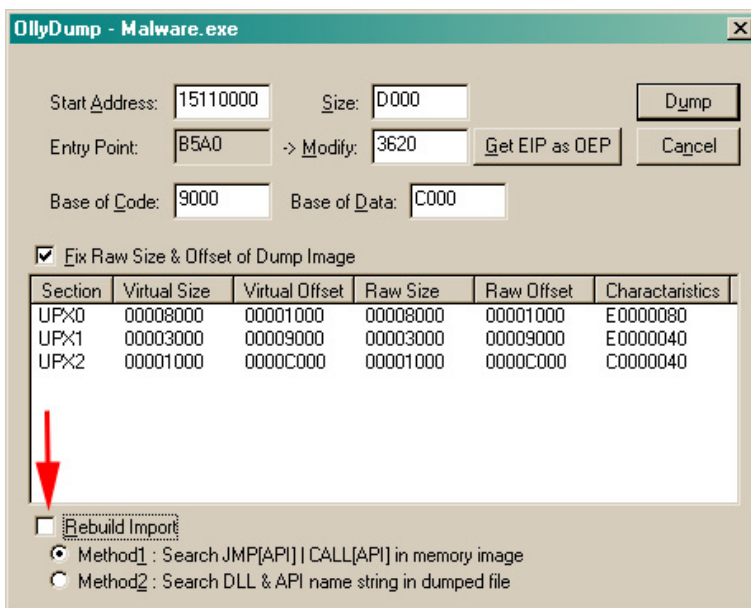 OllyDump - Malware.exe
Start Address: 15110000 Size: D000 Dump
Entry Point: B5A0 -> Modify: 3620 Get EIP as OEP Cancel
Base of Code: 9000 Base of Data: C000
Fix Raw Size & Offset of Dump Image
Section Virtual Size Virtual Offset Raw Size Raw Offset Charactaristics
UPX0 00008000 00001000 00008000 00001000 E0000080
UPX1 00003000 00009000 00003000 00009000 E0000040
UPX2 00001000 0000C000 00001000 0000C000 C0000040
Rebuild Import
Method1 : Search JMP[API] | CALL[API] in memory image
Method2 : Search DLL & API name string in dumped file